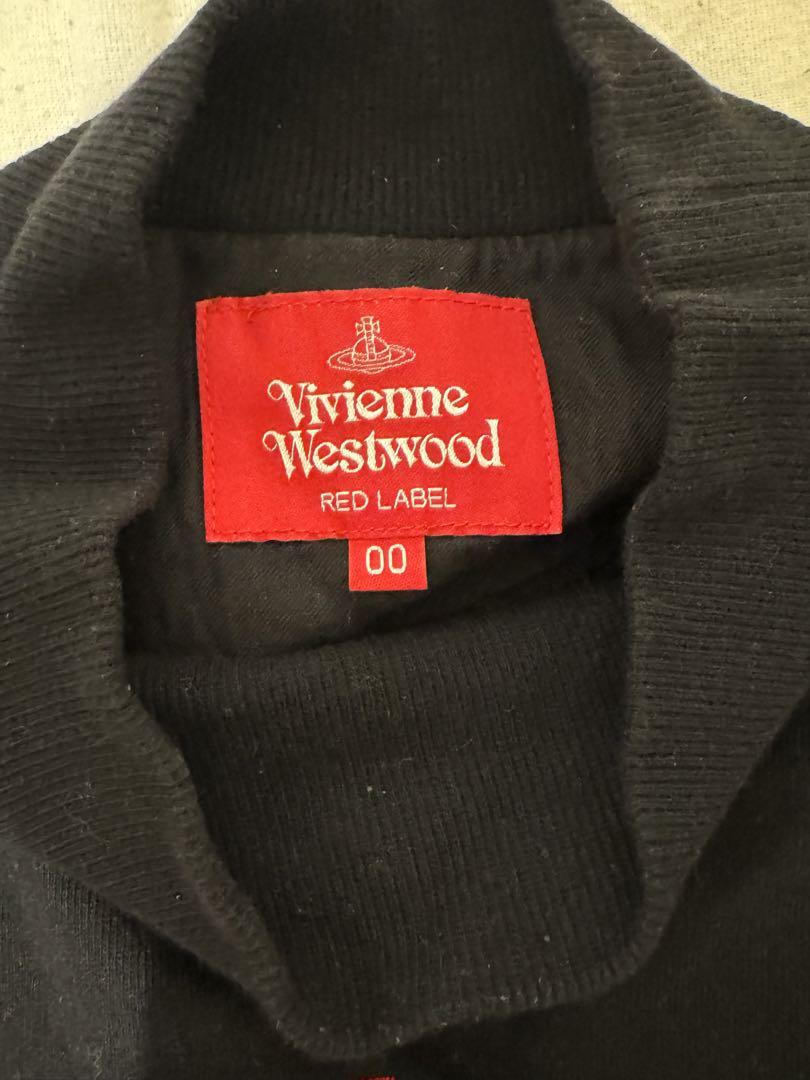 Vivienne
Westwood
RED LABEL
00